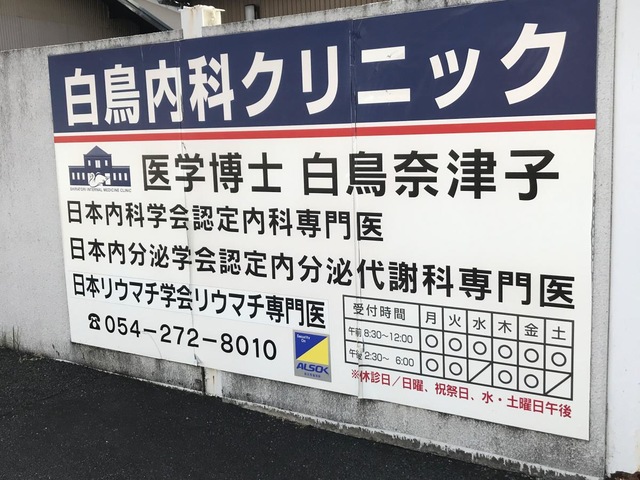 白鳥内科クリニック
SHIRATORI INTERNAL MEDICINE CLINIC
医学博士 白鳥奈津子
日本内科学会認定内科専門医
日本内分泌学会認定内分泌代謝科専門医
日本リウマチ学会リウマチ専門医
☎054-272-8010
Security On
ALSOK
受付時間 月 火 水 木 金 土
午前 8:30~12:00 ○ ○ ○ ○ ○ ○
午後 2:30~ 6:00 ○ ○ / ○ ○ /
※休診日/日曜、祝祭日、水・土曜日午後